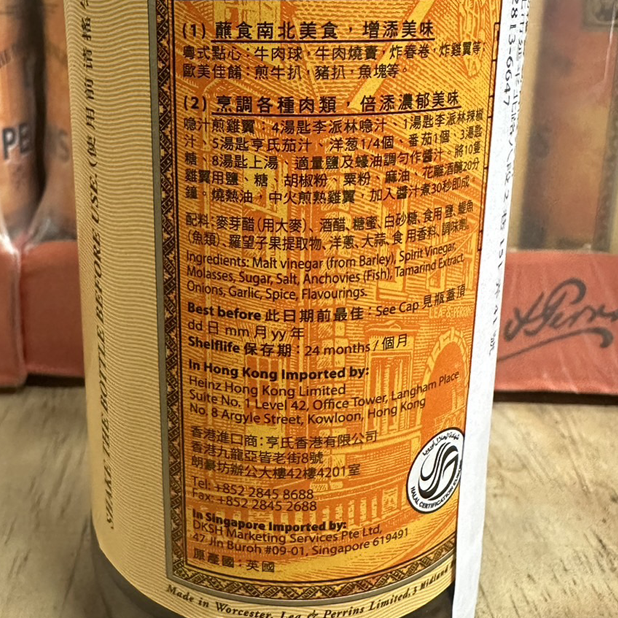 (1) 蘸食南北美食，增添美味
粵式點心：牛肉球、牛肉燒賣，炸春卷，炸雞翼等。
歐美佳餚：煎牛扒，豬扒，魚塊等。
(2) 烹調各種肉類，倍添濃郁美味
喼汁煎雞翼：4湯匙李派林喼汁、1湯匙李派林辣椒
汁、5湯匙亨氏茄汁、洋葱1/4個，番茄1個，3湯匙
糖、8湯匙上湯，適量鹽及蠔油調勻作醬汁，將10隻
雞翼用鹽、糖、胡椒粉、粟粉、麻油、花雕酒醃20分
鐘，燒熱油，中火煎熟雞翼，加入醬汁煮30秒即成
配料：麥芽醋(用大麥)、酒醋、糖蜜、白砂糖、食用鹽、鯷魚
(魚類)、羅望子果提取物、洋蔥、大蒜、食用香料、調味劑
Ingredients: Malt vinegar (from Barley), Spirit Vinegar,
Molasses, Sugar, Salt, Anchovies (Fish), Tamarind Extract,
Onions, Garlic, Spice, Flavourings.
Best before 此日期前最佳：See Cap 見瓶蓋頂
dd 日 mm 月 yy 年
Shelflife 保存期：24 months / 個月
In Hong Kong Imported by:
Heinz Hong Kong Limited
Suite No. 1 Level 42, Office Tower, Langham Place
No. 8 Argyle Street, Kowloon, Hong Kong
香港進口商：亨氏香港有限公司
香港九龍亞皆老街8號
朗豪坊辦公大樓42樓4201室
Tel: +852 2845 8688
Fax: +852 2845 2688
In Singapore Imported by:
DKSH Marketing Services Pte Ltd,
47 Jln Buroh #09-01, Singapore 619491
原產國：英國
Made in Worcester, Lea & Perrins Limited, 3 Midland
SHAKE THE BOTTLE BEFORE USE. (使用前請搖
HALAL CERTIFICATION
2813-6647
PE